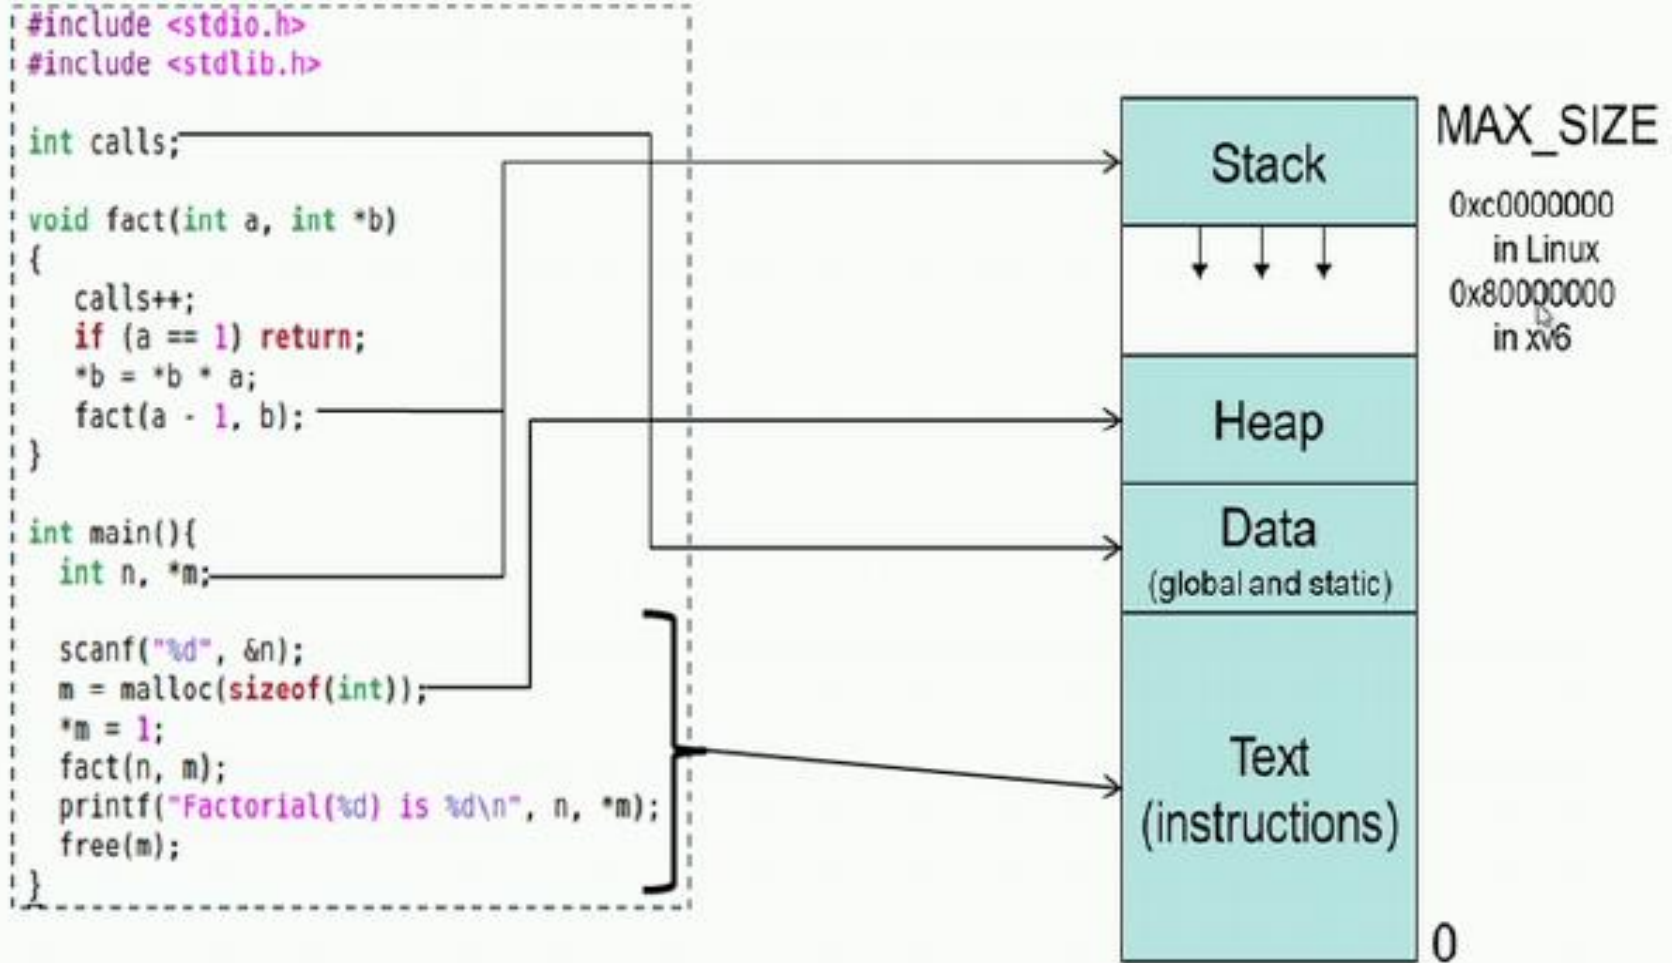 #include <stdio.h>
#include <stdlib.h>
int calls;
void fact(int a, int *b)
{
calls++;
if (a == 1) return;
*b = *b * a;
fact(a - 1, b);
}
int main(){
int n, *m;
scanf("%d", &n);
m = malloc(sizeof(int));
*m = 1;
fact(n, m);
printf("Factorial(%d) is %d\n", n, *m);
free(m);
}
Stack
Heap
Data
(global and static)
Text
(instructions)
MAX_SIZE
0xc0000000
in Linux
0x80000000
in xv6
0